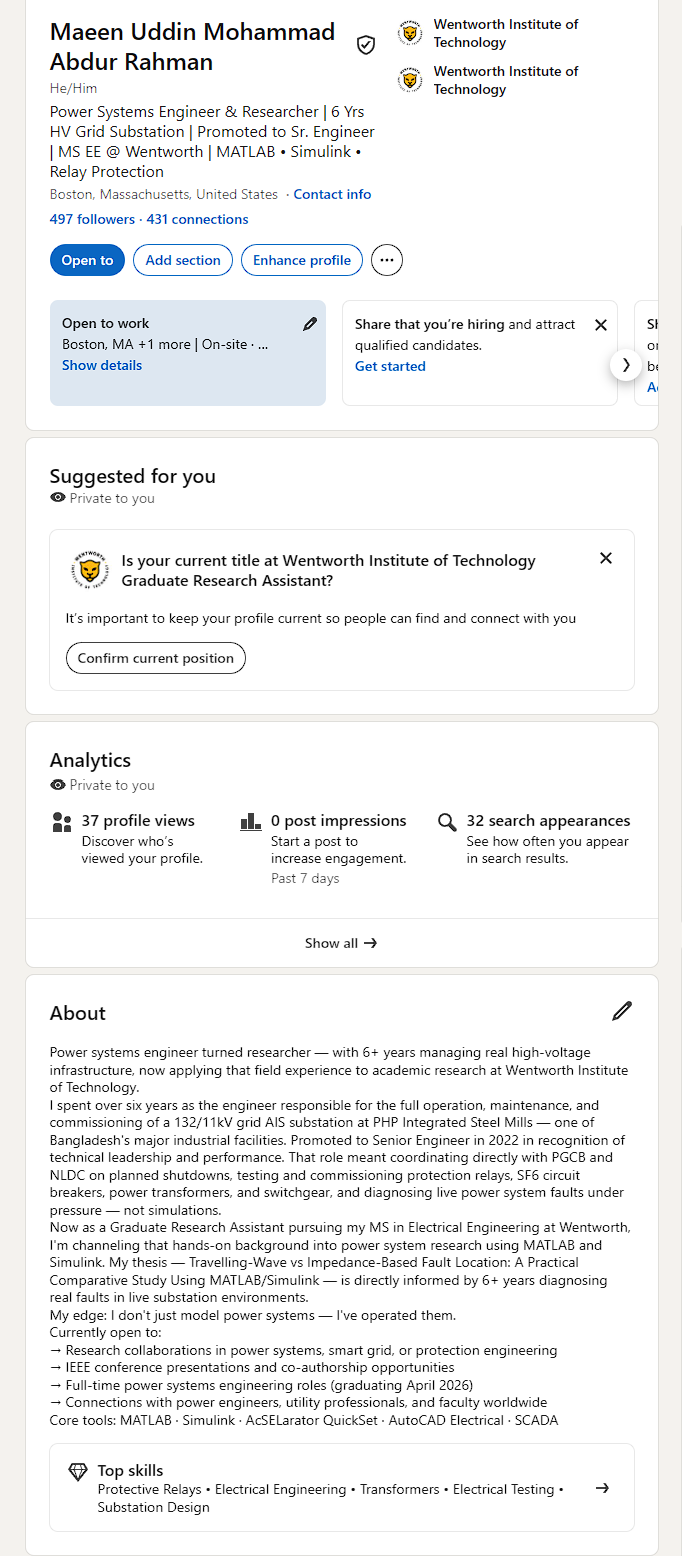 Maeen Uddin Mohammad
Abdur Rahman
He/Him
Power Systems Engineer & Researcher | 6 Yrs
HV Grid Substation | Promoted to Sr. Engineer
| MS EE @ Wentworth | MATLAB • Simulink •
Relay Protection
Boston, Massachusetts, United States · Contact info
497 followers · 431 connections
Wentworth Institute of
Technology
Wentworth Institute of
Technology
Open to
Add section
Enhance profile
Open to work
Boston, MA +1 more | On-site · ...
Show details
Share that you're hiring and attract
qualified candidates.
Get started
Suggested for you
Private to you
WENTWORTH
Is your current title at Wentworth Institute of Technology
Graduate Research Assistant?
It's important to keep your profile current so people can find and connect with you
Confirm current position
Analytics
Private to you
37 profile views
Discover who's
viewed your profile.
0 post impressions
Start a post to
increase engagement.
Past 7 days
32 search appearances
See how often you appear
in search results.
Show all →
About
Power systems engineer turned researcher — with 6+ years managing real high-voltage
infrastructure, now applying that field experience to academic research at Wentworth Institute
of Technology.
I spent over six years as the engineer responsible for the full operation, maintenance, and
commissioning of a 132/11kV grid AIS substation at PHP Integrated Steel Mills — one of
Bangladesh's major industrial facilities. Promoted to Senior Engineer in 2022 in recognition of
technical leadership and performance. That role meant coordinating directly with PGCB and
NLDC on planned shutdowns, testing and commissioning protection relays, SF6 circuit
breakers, power transformers, and switchgear, and diagnosing live power system faults under
pressure — not simulations.
Now as a Graduate Research Assistant pursuing my MS in Electrical Engineering at Wentworth,
I'm channeling that hands-on background into power system research using MATLAB and
Simulink. My thesis — Travelling-Wave vs Impedance-Based Fault Location: A Practical
Comparative Study Using MATLAB/Simulink — is directly informed by 6+ years diagnosing
real faults in live substation environments.
My edge: I don't just model power systems — I've operated them.
Currently open to:
→ Research collaborations in power systems, smart grid, or protection engineering
→ IEEE conference presentations and co-authorship opportunities
→ Full-time power systems engineering roles (graduating April 2026)
→ Connections with power engineers, utility professionals, and faculty worldwide
Core tools: MATLAB · Simulink · AcSELarator QuickSet · AutoCAD Electrical · SCADA
Top skills
Protective Relays • Electrical Engineering • Transformers • Electrical Testing •
Substation Design